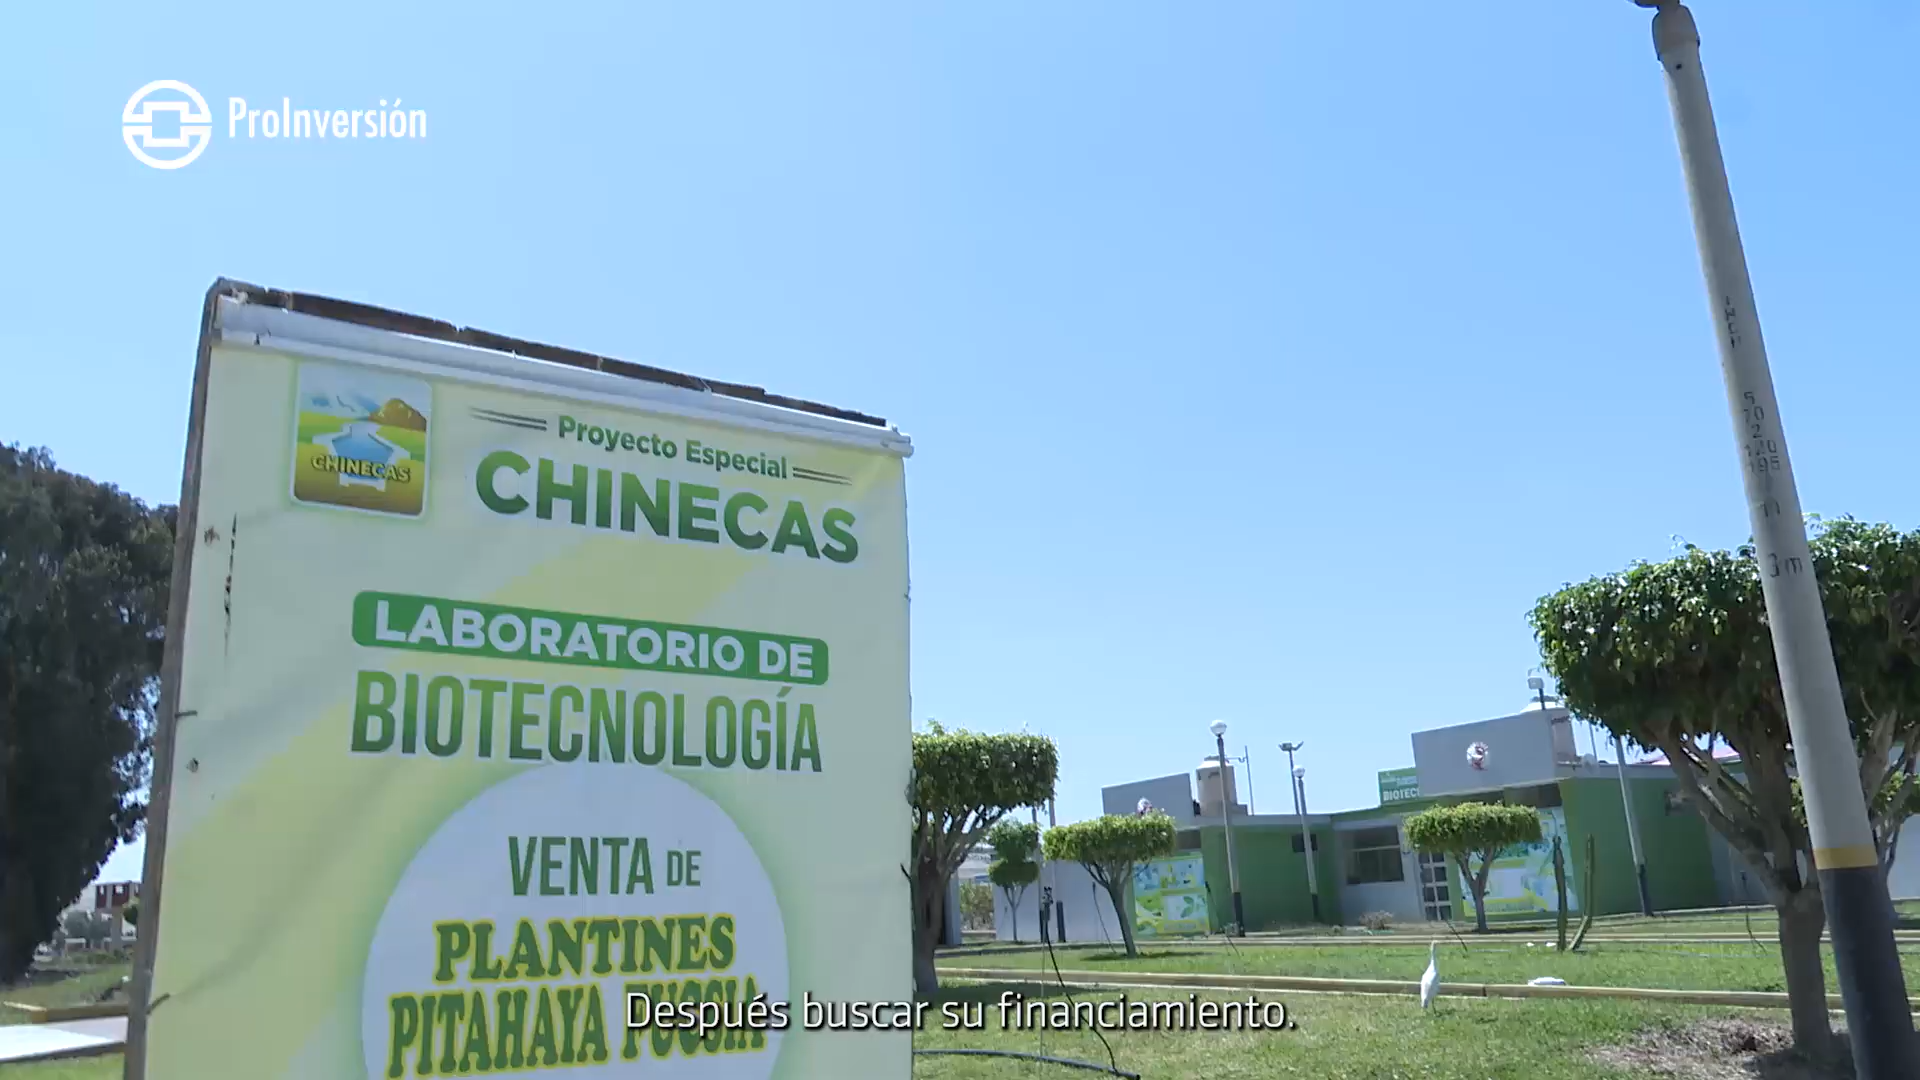 ProInversión
Proyecto Especial
CHINECAS
CHINECAS
LABORATORIO DE
BIOTECNOLOGÍA
VENTA DE
PLANTINES
PITAHAYA
Después buscar su financiamiento.